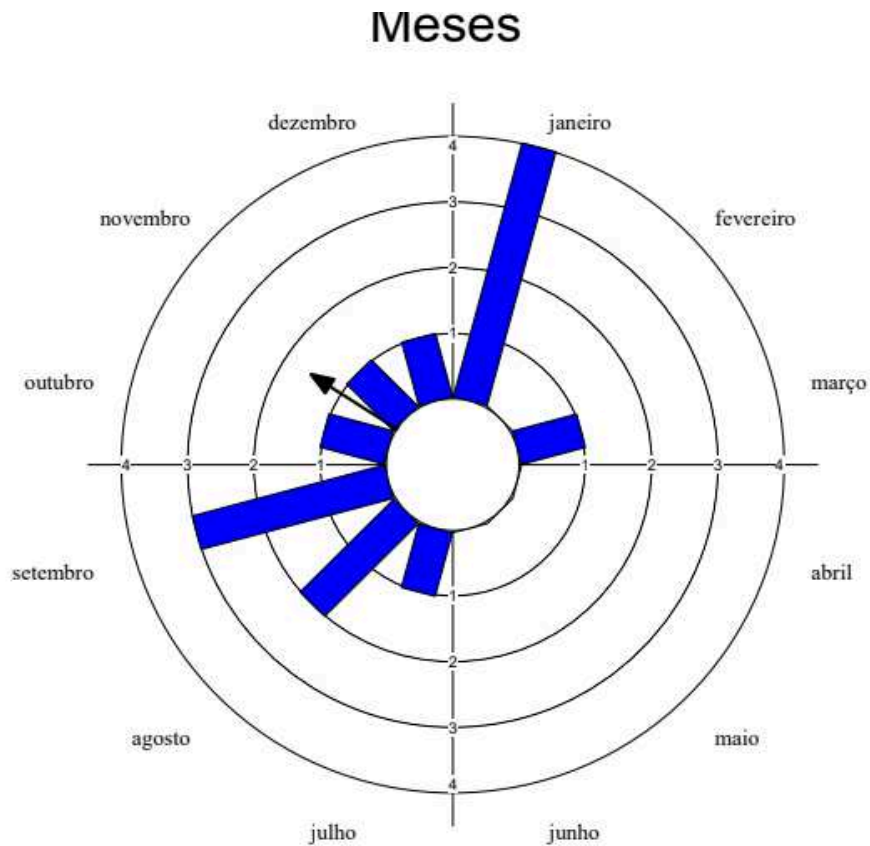 Meses
dezembro janeiro
4
novembro fevereiro
3
2
1
outubro março
4 3 2 1 1 2 3 4
setembro abril
1
2
agosto maio
3
4
julho junho